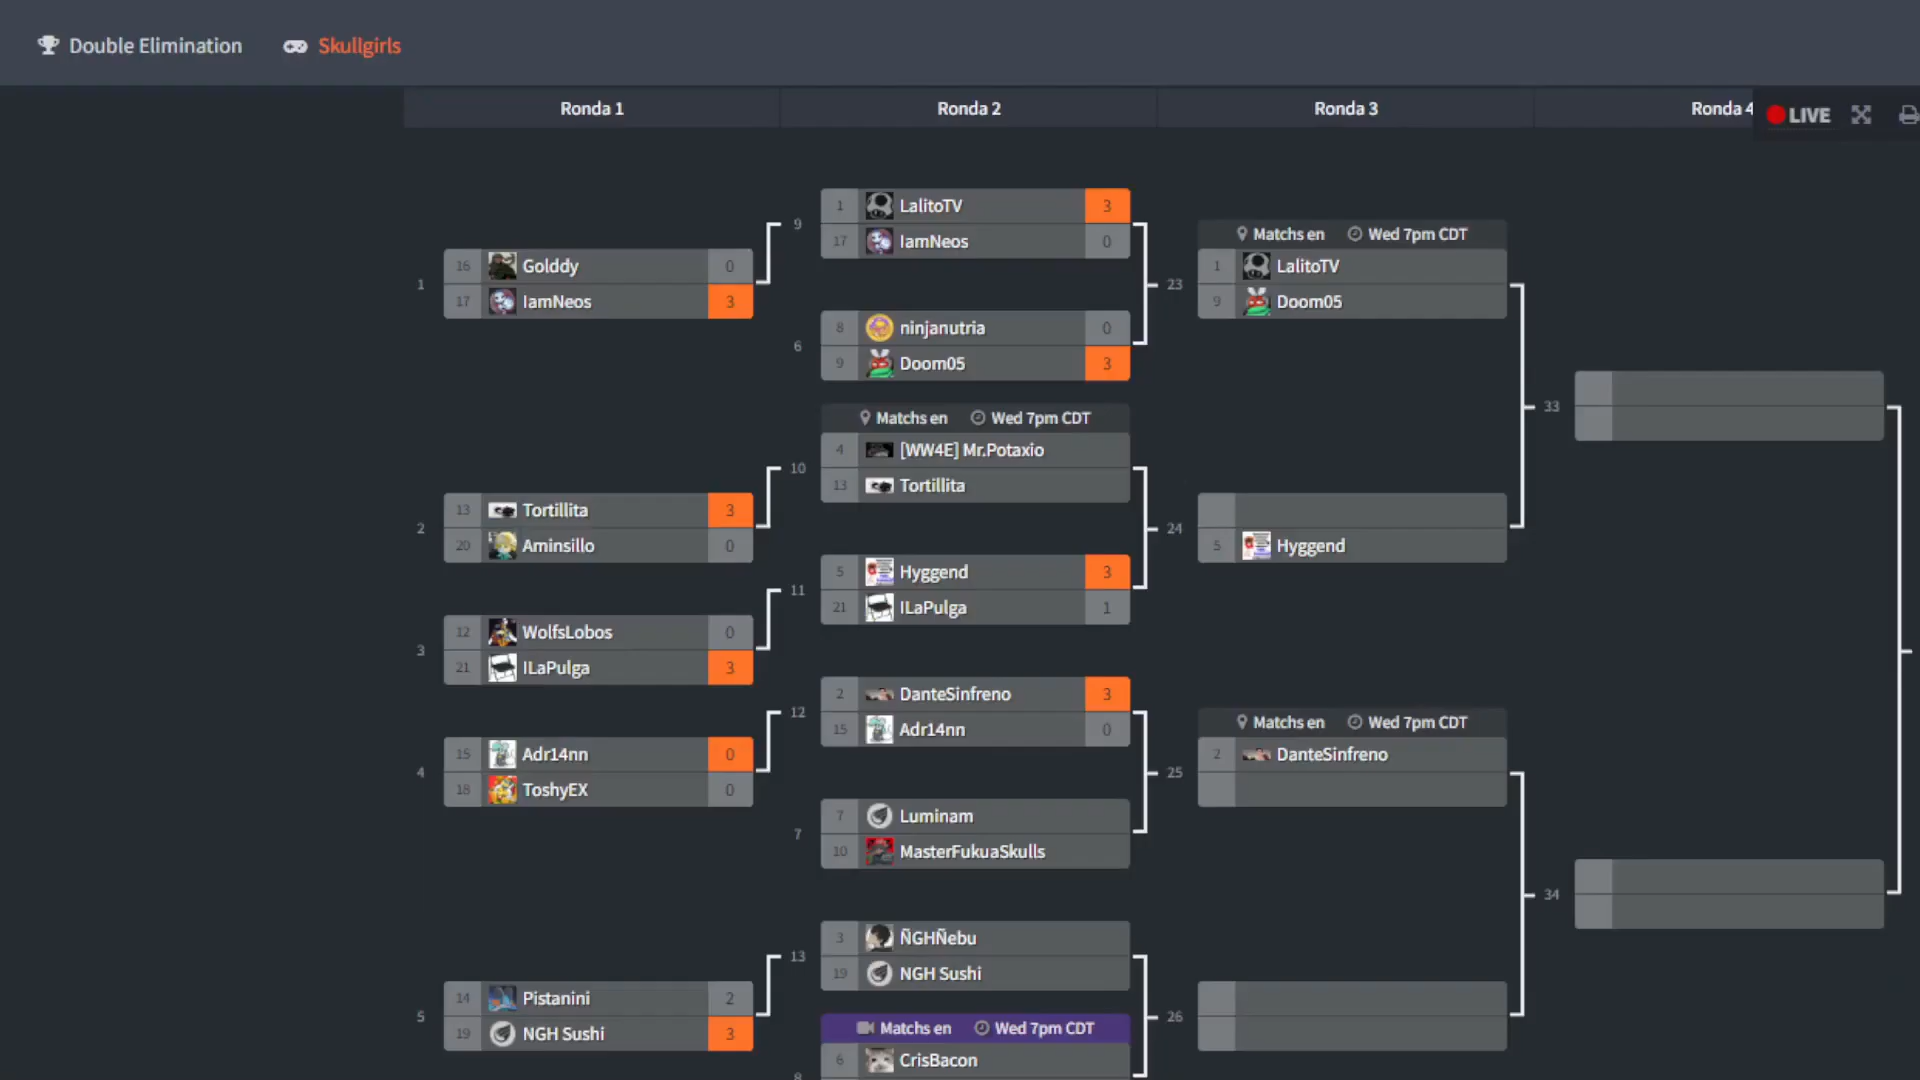 Double Elimination Skullgirls
Ronda 1 Ronda 2 Ronda 3 Ronda 4 LIVE
1
16 Golddy 0
17 IamNeos 3
2
13 Tortillita 3
20 Aminsillo 0
3
12 WolfsLobos 0
21 ILaPulga 3
4
15 Adr14nn 0
18 ToshyEX 0
5
14 Pistanini 2
19 NGH Sushi 3
9
1 LalitoTV 3
17 IamNeos 0
6
8 ninjanutria 0
9 Doom05 3
Matchs en Wed 7pm CDT
10
4 [WW4E] Mr.Potaxio
13 Tortillita
11
5 Hyggend 3
21 ILaPulga 1
12
2 DanteSinfreno 3
15 Adr14nn 0
7
7 Luminam
10 MasterFukuaSkulls
13
3 ÑGHÑebu
19 NGH Sushi
Matchs en Wed 7pm CDT
6 CrisBacon
8
Matchs en Wed 7pm CDT
23
1 LalitoTV
9 Doom05
24
5 Hyggend
Matchs en Wed 7pm CDT
25
2 DanteSinfreno
26
33
34